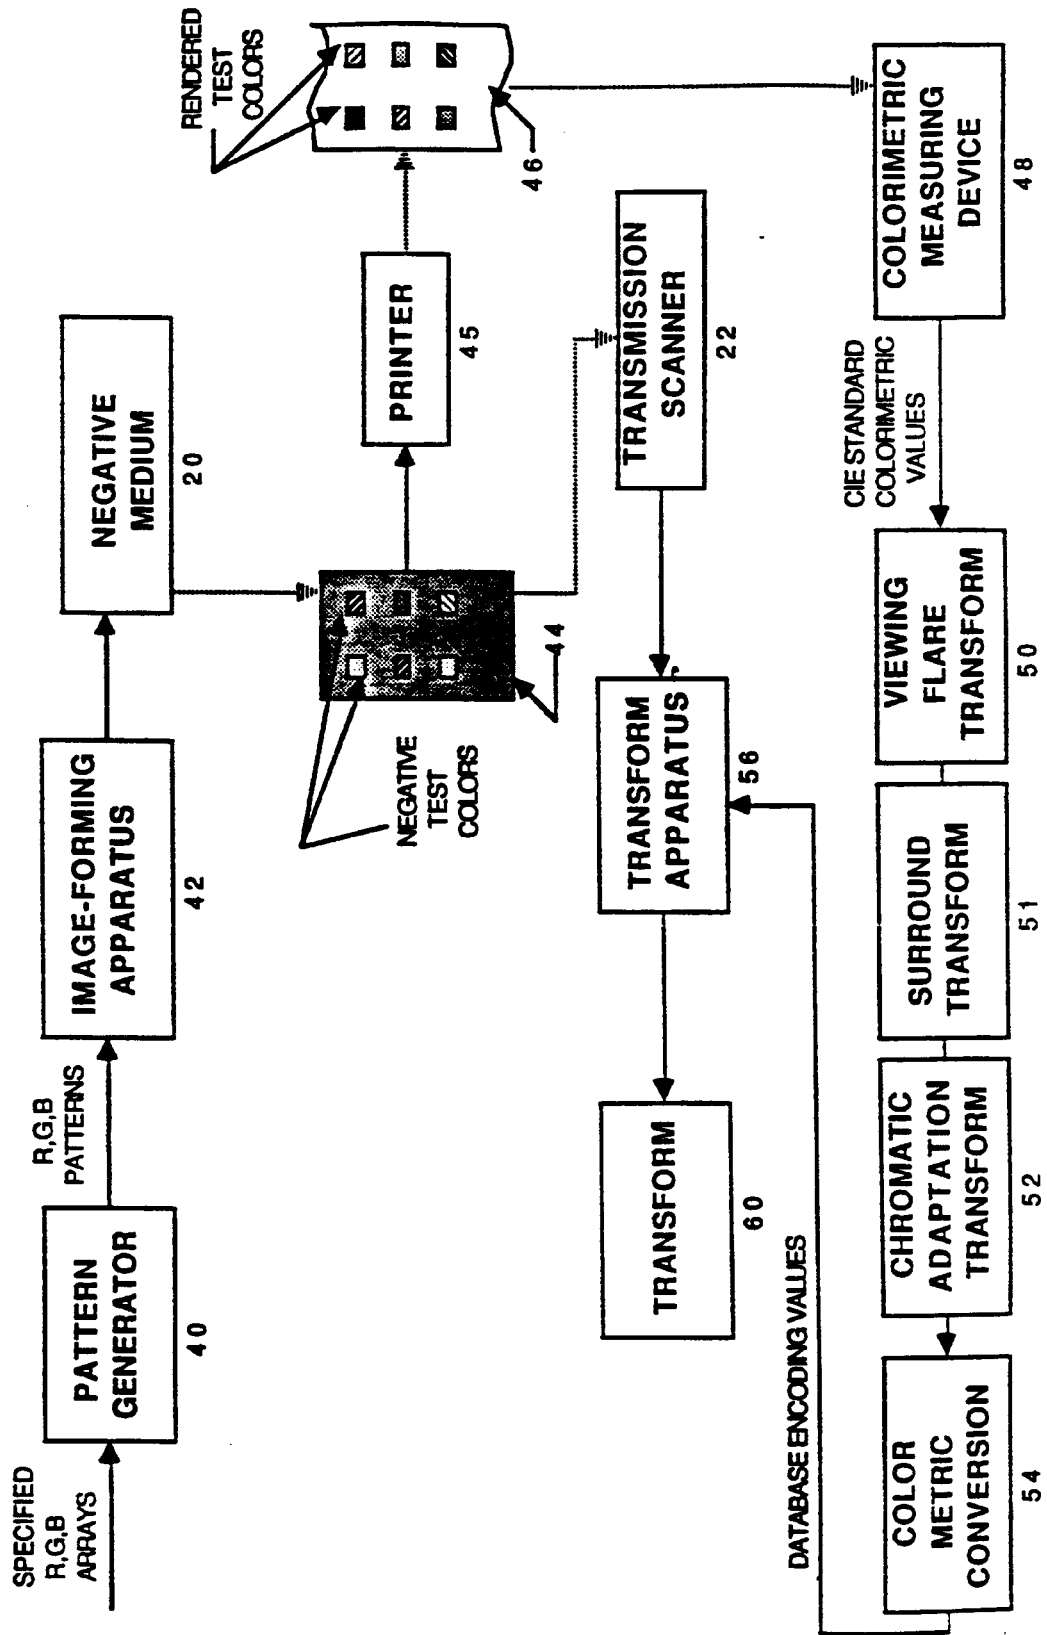 SPECIFIED
R,G,B
ARRAYS
PATTERN
GENERATOR
40
R,G,B
PATTERNS
IMAGE-FORMING
APPARATUS
42
NEGATIVE
MEDIUM
20
NEGATIVE
TEST
COLORS
44
PRINTER
45
RENDERED
TEST
COLORS
46
TRANSMISSION
SCANNER
22
TRANSFORM
APPARATUS
56
TRANSFORM
60
DATABASE ENCODING VALUES
COLORIMETRIC
MEASURING
DEVICE
48
CIE STANDARD
COLORIMETRIC
VALUES
VIEWING
FLARE
TRANSFORM
50
SURROUND
TRANSFORM
51
CHROMATIC
ADAPTATION
TRANSFORM
52
COLOR
METRIC
CONVERSION
54